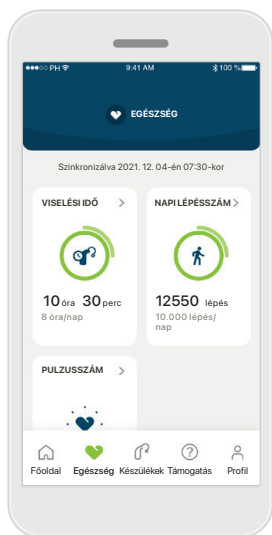 PH 9:41 AM 100 %
EGÉSZSÉG
Szinkronizálva 2021. 12. 04-én 07:30-kor
VISELÉSI IDŐ
10 óra 30 perc
8 óra/nap
NAPI LÉPÉSSZÁM
12550 lépés
10.000 lépés/
nap
PULZUSSZÁM
Főoldal Egészség Készülékek Támogatás Profil